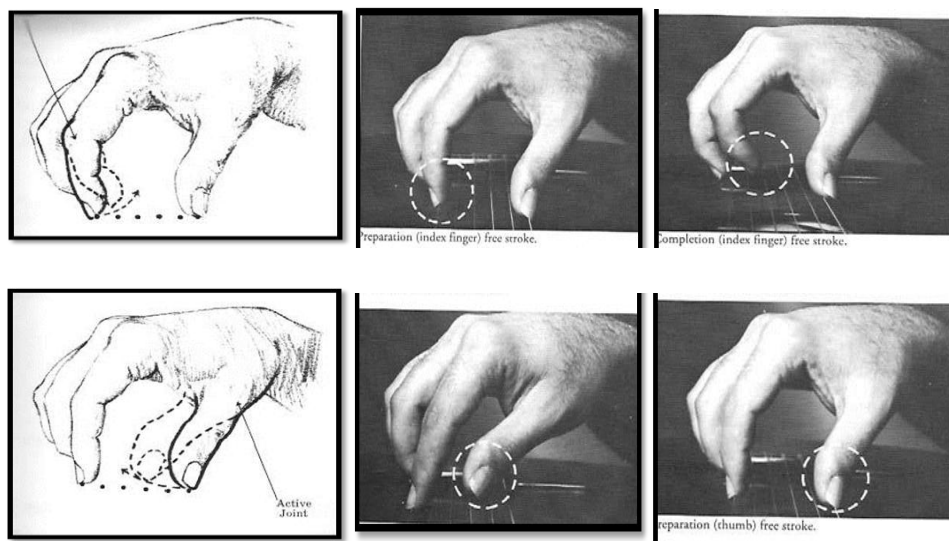 Preparation (index finger) free stroke.
Completion (index finger) free stroke.
Active
Joint
reparation (thumb) free stroke.